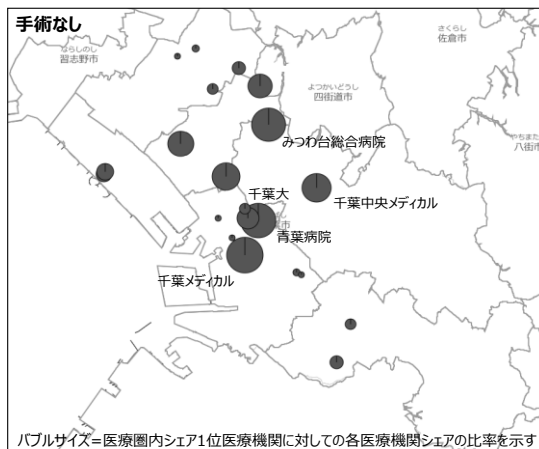 手術なし
さくらし
佐倉市
ならしのし
習志野市
よつかいどうし
四街道市
やちまた
八街市
みつわ台総合病院
千葉大
千葉中央メディカル
青葉病院
千葉メディカル
バブルサイズ＝医療圏内シェア1位医療機関に対しての各医療機関シェアの比率を示す